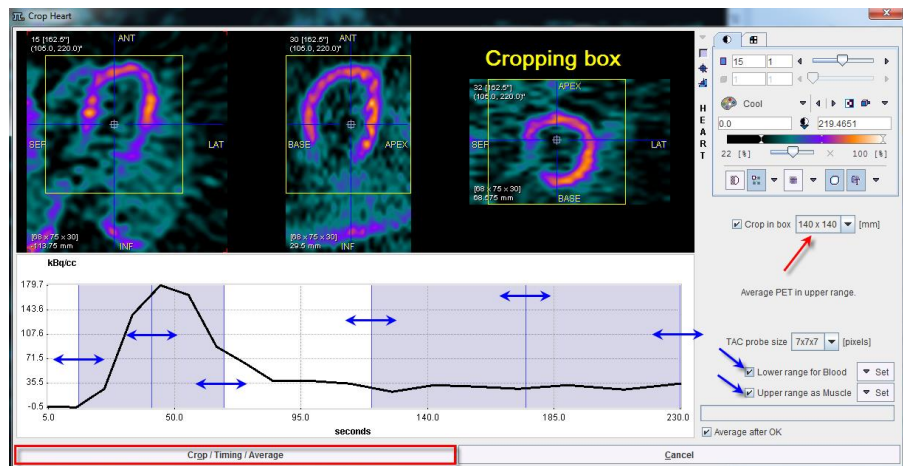 Crop Heart
15 [162.5°]
(105.0, 220.0)"
ANT
SEP
LAT
[68 x 75 x 30]
-113.75 mm
INF
30 [162.5°]
(105.0, 220.0)"
ANT
BASE
APEX
[68 x 75 x 30]
29.5 mm
INF
Cropping box
32 [162.5°]
(105.0, 220.0)"
APEX
SEP
LAT
[68 x 75 x 30]
68.575 mm
BASE
HEART
15 1
1 1
Cool
0.0 219.4651
22 [%] 100 [%]
Crop in box 140 x 140 [mm]
Average PET in upper range.
TAC probe size 7x7x7 [pixels]
Lower range for Blood Set
Upper range as Muscle Set
Average after OK
kBq/cc
179.7
143.6
107.6
71.5
35.5
-0.5
5.0 50.0 95.0 140.0 185.0 230.0
seconds
Crop / Timing / Average
Cancel